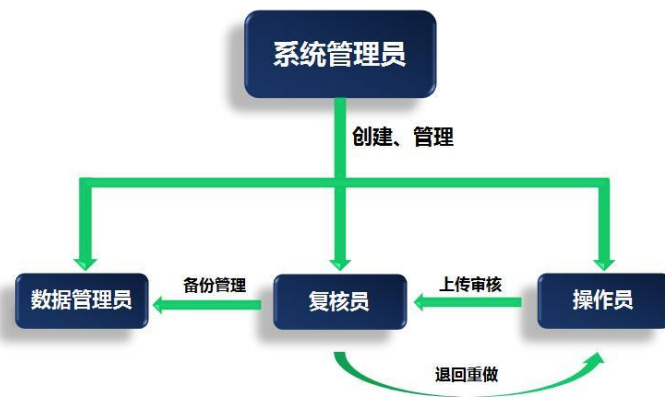 系统管理员
创建、管理
数据管理员
备份管理
复核员
上传审核
操作员
退回重做